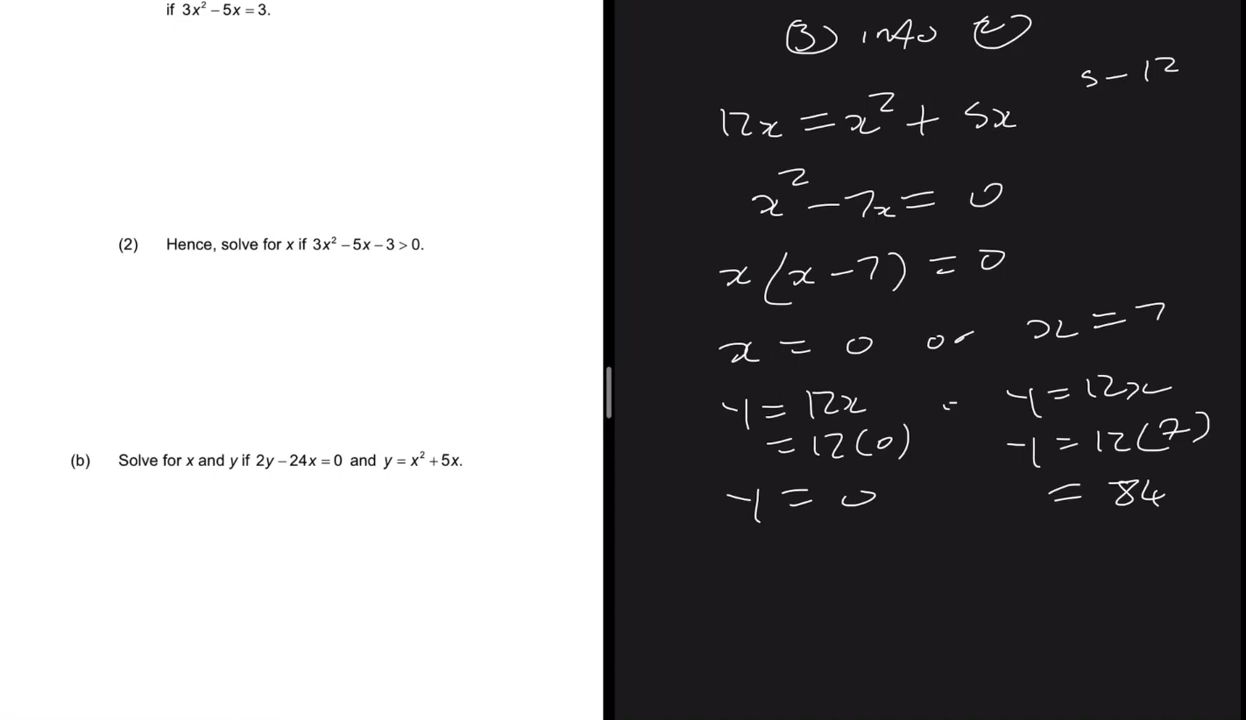 if 3x² – 5x = 3.
(2) Hence, solve for x if 3x² – 5x – 3 > 0.
(b) Solve for x and y if 2y – 24x = 0 and y = x² + 5x.
③ into ②
5 – 12
12x = x² + 5x
x² – 7x = 0
x(x – 7) = 0
x = 0 or x = 7
y = 12x y = 12x
= 12(0) y = 12(7)
y = 0 = 84